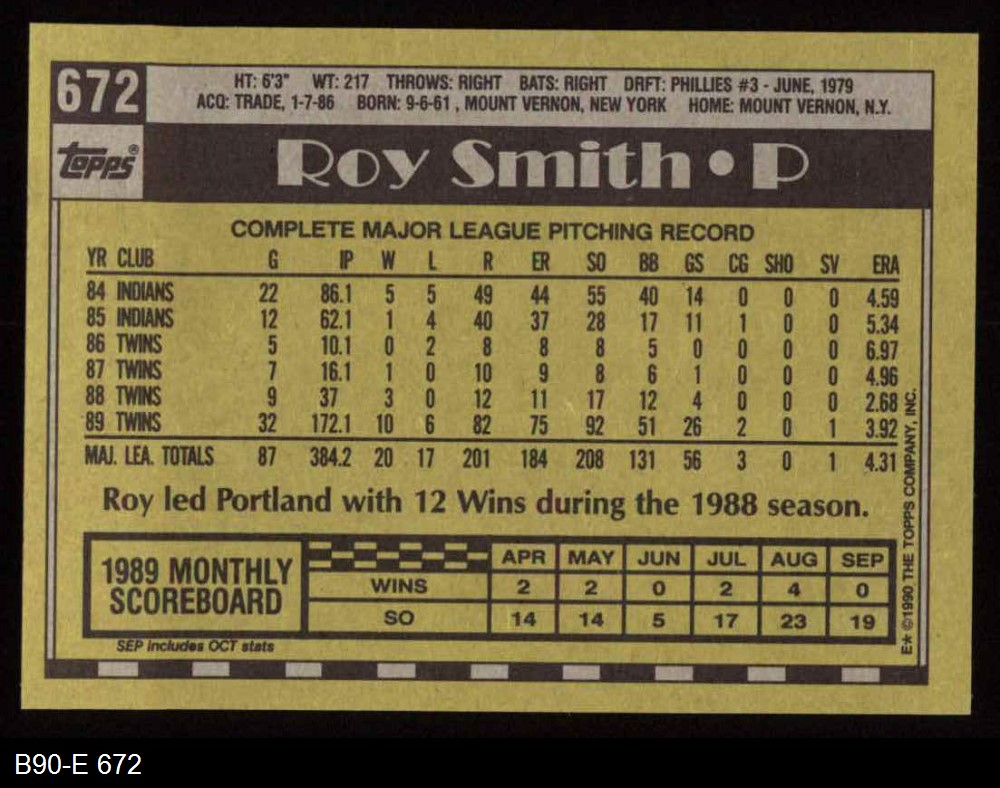 672
HT: 6'3" WT: 217 THROWS: RIGHT BATS: RIGHT DRFT: PHILLIES #3 - JUNE, 1979
ACQ: TRADE, 1-7-86 BORN: 9-6-61, MOUNT VERNON, NEW YORK HOME: MOUNT VERNON, N.Y.
Topps®
Roy Smith • P
COMPLETE MAJOR LEAGUE PITCHING RECORD
YR CLUB G IP W L R ER SO BB GS CG SHO SV ERA
84 INDIANS 22 86.1 5 5 49 44 55 40 14 0 0 0 4.59
85 INDIANS 12 62.1 1 4 40 37 28 17 11 1 0 0 5.34
86 TWINS 5 10.1 0 2 8 8 8 5 0 0 0 0 6.97
87 TWINS 7 16.1 1 0 10 9 8 6 1 0 0 0 4.96
88 TWINS 9 37 3 0 12 11 17 12 4 0 0 0 2.68
89 TWINS 32 172.1 10 6 82 75 92 51 26 2 0 1 3.92
MAJ. LEA. TOTALS 87 384.2 20 17 201 184 208 131 56 3 0 1 4.31
Roy led Portland with 12 Wins during the 1988 season.
1989 MONTHLY
SCOREBOARD
APR MAY JUN JUL AUG SEP
WINS 2 2 0 2 4 0
SO 14 14 5 17 23 19
SEP includes OCT stats
E* ©1990 THE TOPPS COMPANY, INC.
B90-E 672